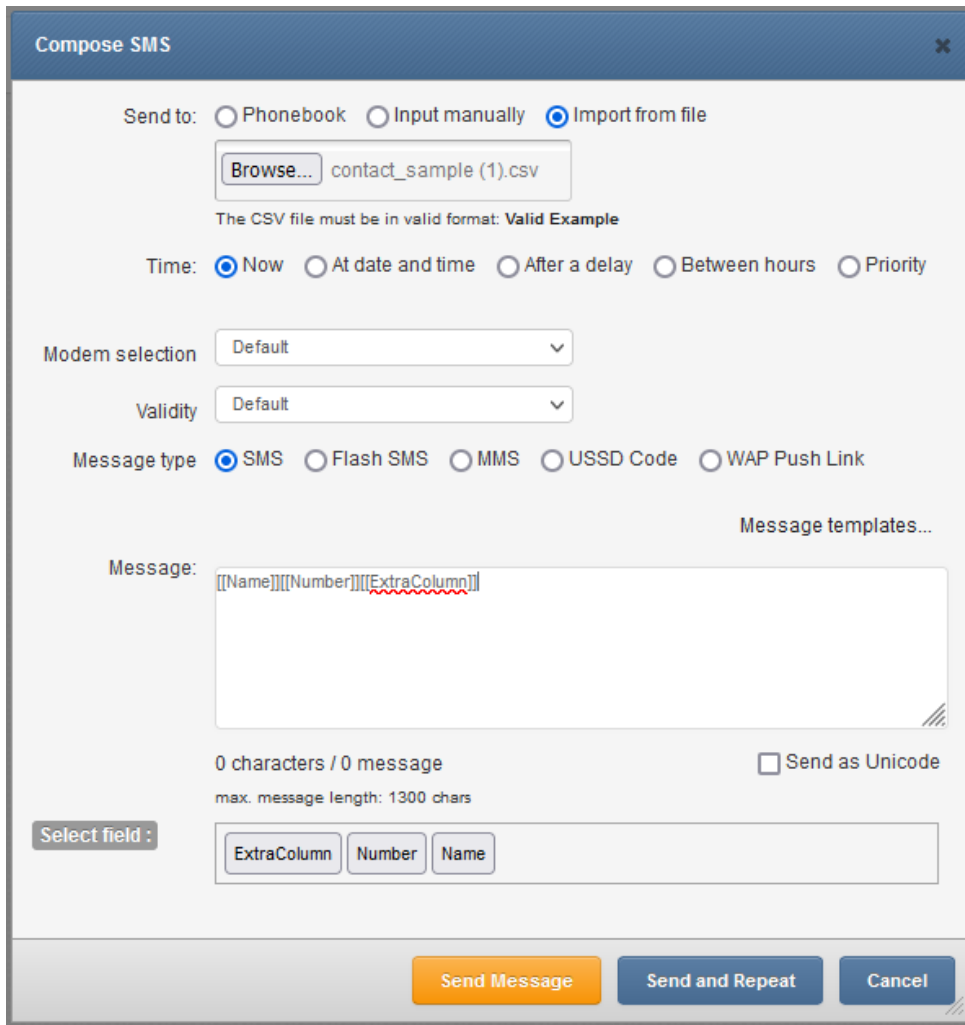 Compose SMS
Send to: Phonebook Input manually Import from file
Browse... contact_sample (1).csv
The CSV file must be in valid format: Valid Example
Time: Now At date and time After a delay Between hours Priority
Modem selection Default
Validity Default
Message type SMS Flash SMS MMS USSD Code WAP Push Link
Message templates...
Message:
[[Name]][[Number]][[ExtraColumn]]
0 characters / 0 message Send as Unicode
max. message length: 1300 chars
Select field :
ExtraColumn Number Name
Send Message Send and Repeat Cancel